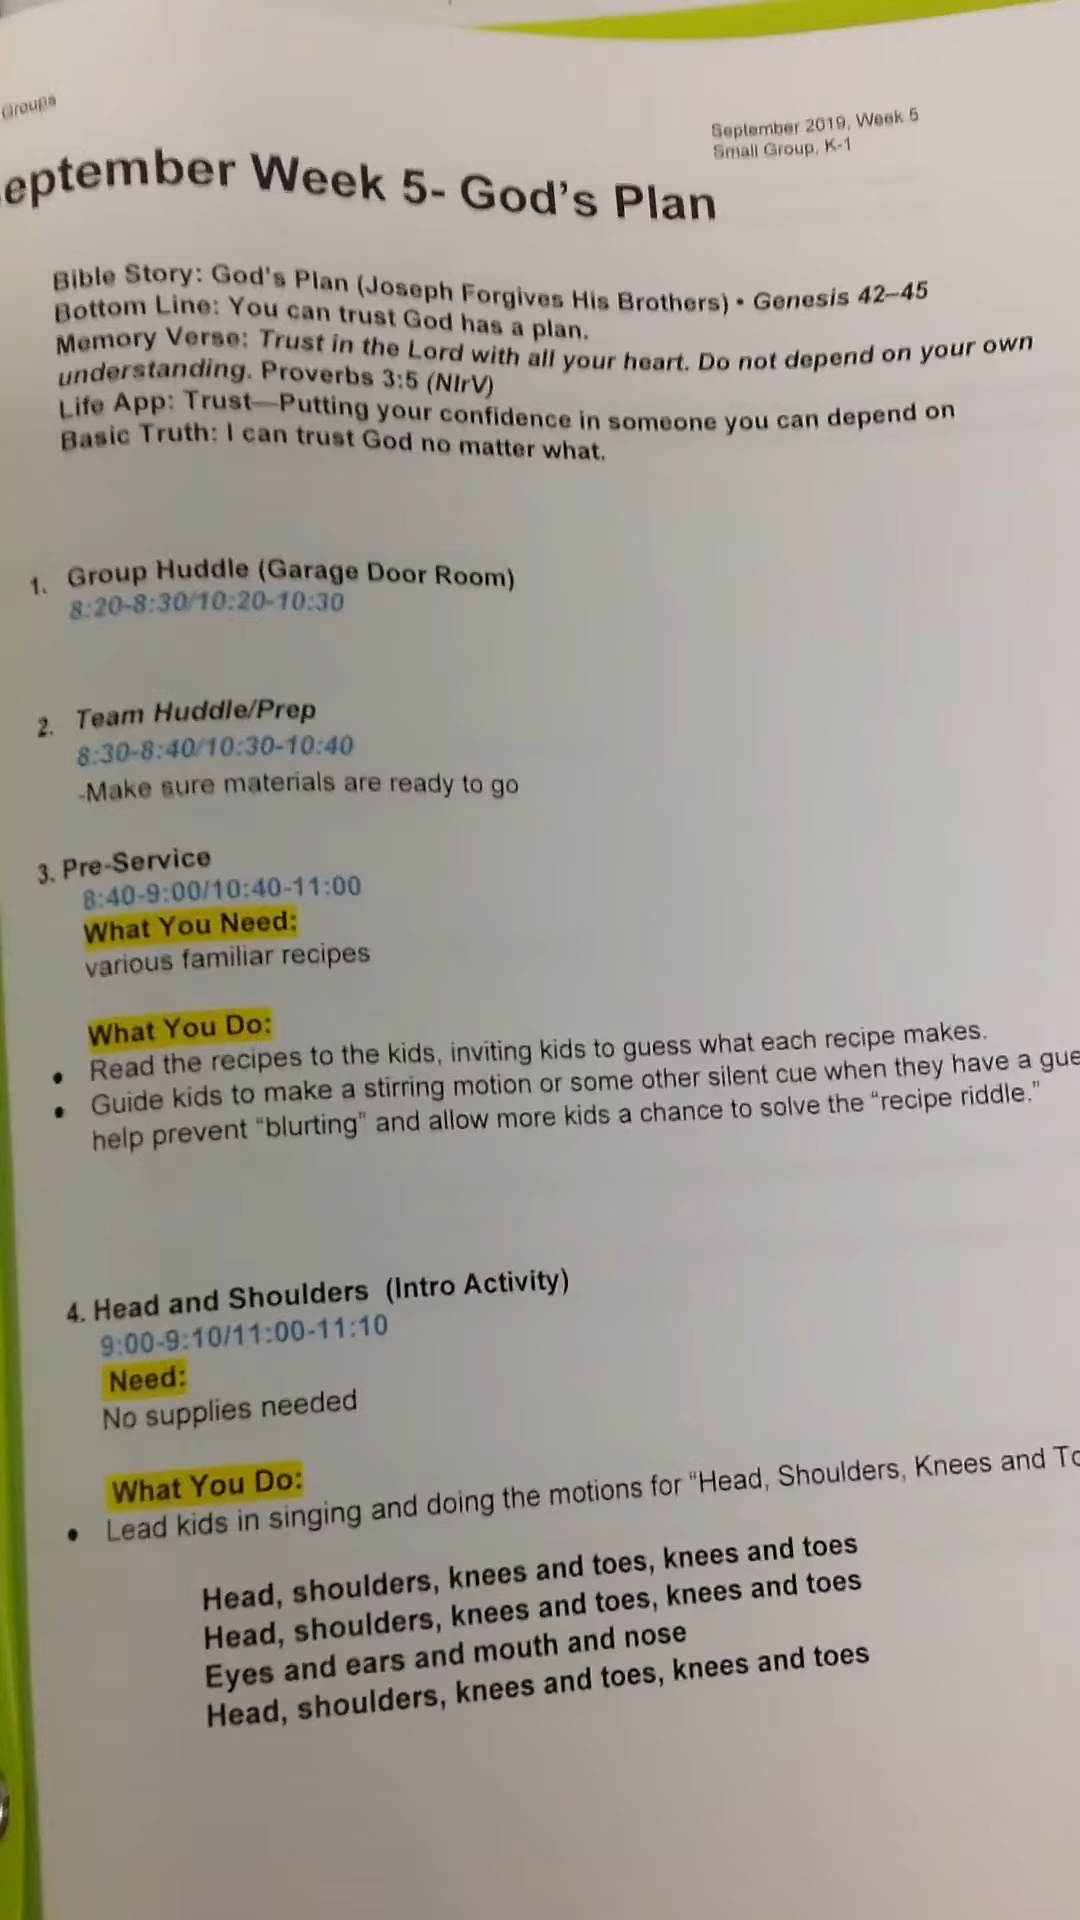 Groups
September 2019, Week 5
Small Group, K-1
eptember Week 5- God's Plan
Bible Story: God's Plan (Joseph Forgives His Brothers) • Genesis 42–45
Bottom Line: You can trust God has a plan.
Memory Verse: Trust in the Lord with all your heart. Do not depend on your own
understanding. Proverbs 3:5 (NIrV)
Life App: Trust—Putting your confidence in someone you can depend on
Basic Truth: I can trust God no matter what.
1. Group Huddle (Garage Door Room)
8:20-8:30/10:20-10:30
2. Team Huddle/Prep
8:30-8:40/10:30-10:40
-Make sure materials are ready to go
3. Pre-Service
8:40-9:00/10:40-11:00
What You Need:
various familiar recipes
What You Do:
• Read the recipes to the kids, inviting kids to guess what each recipe makes.
• Guide kids to make a stirring motion or some other silent cue when they have a gue
help prevent “blurting” and allow more kids a chance to solve the “recipe riddle.”
4. Head and Shoulders (Intro Activity)
9:00-9:10/11:00-11:10
Need:
No supplies needed
What You Do:
• Lead kids in singing and doing the motions for “Head, Shoulders, Knees and To
Head, shoulders, knees and toes, knees and toes
Head, shoulders, knees and toes, knees and toes
Eyes and ears and mouth and nose
Head, shoulders, knees and toes, knees and toes